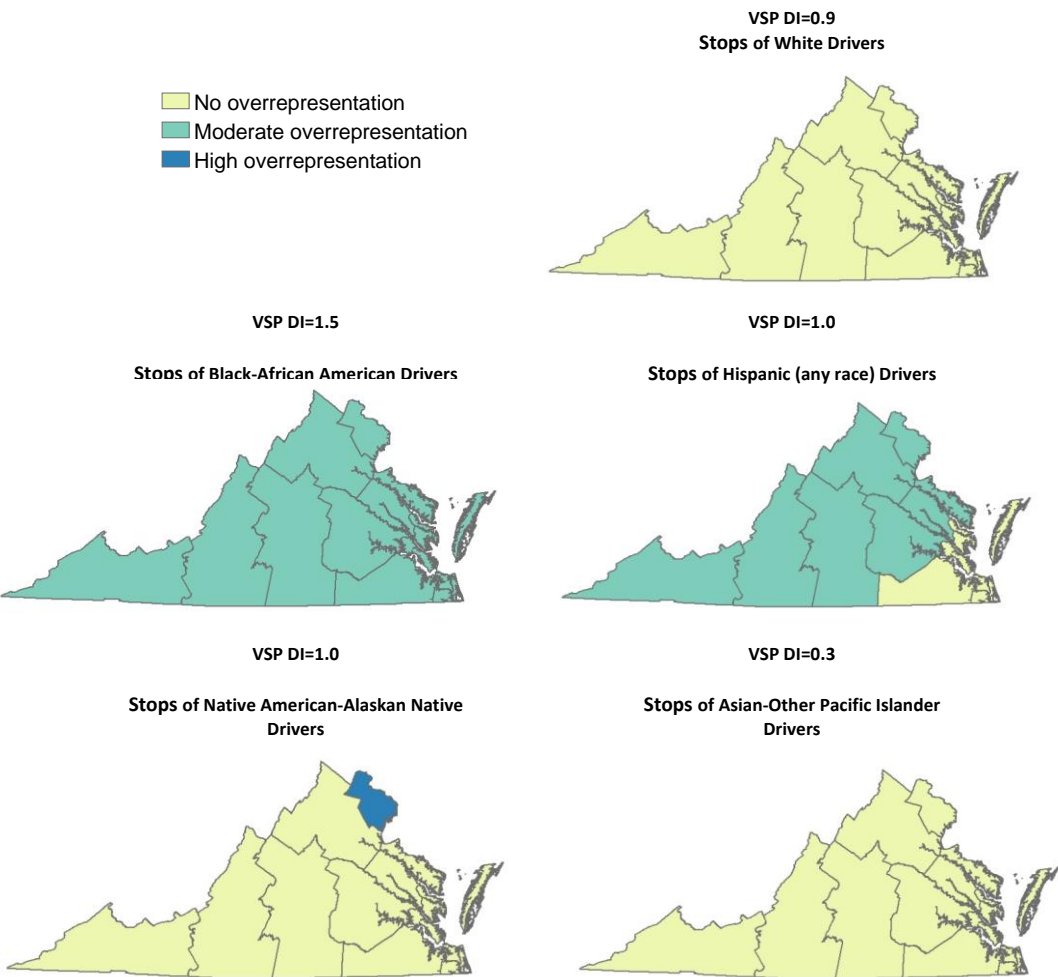 VSP DI=0.9
Stops of White Drivers
No overrepresentation
Moderate overrepresentation
High overrepresentation
VSP DI=1.5
Stops of Black-African American Drivers
VSP DI=1.0
Stops of Hispanic (any race) Drivers
VSP DI=1.0
Stops of Native American-Alaskan Native
Drivers
VSP DI=0.3
Stops of Asian-Other Pacific Islander
Drivers